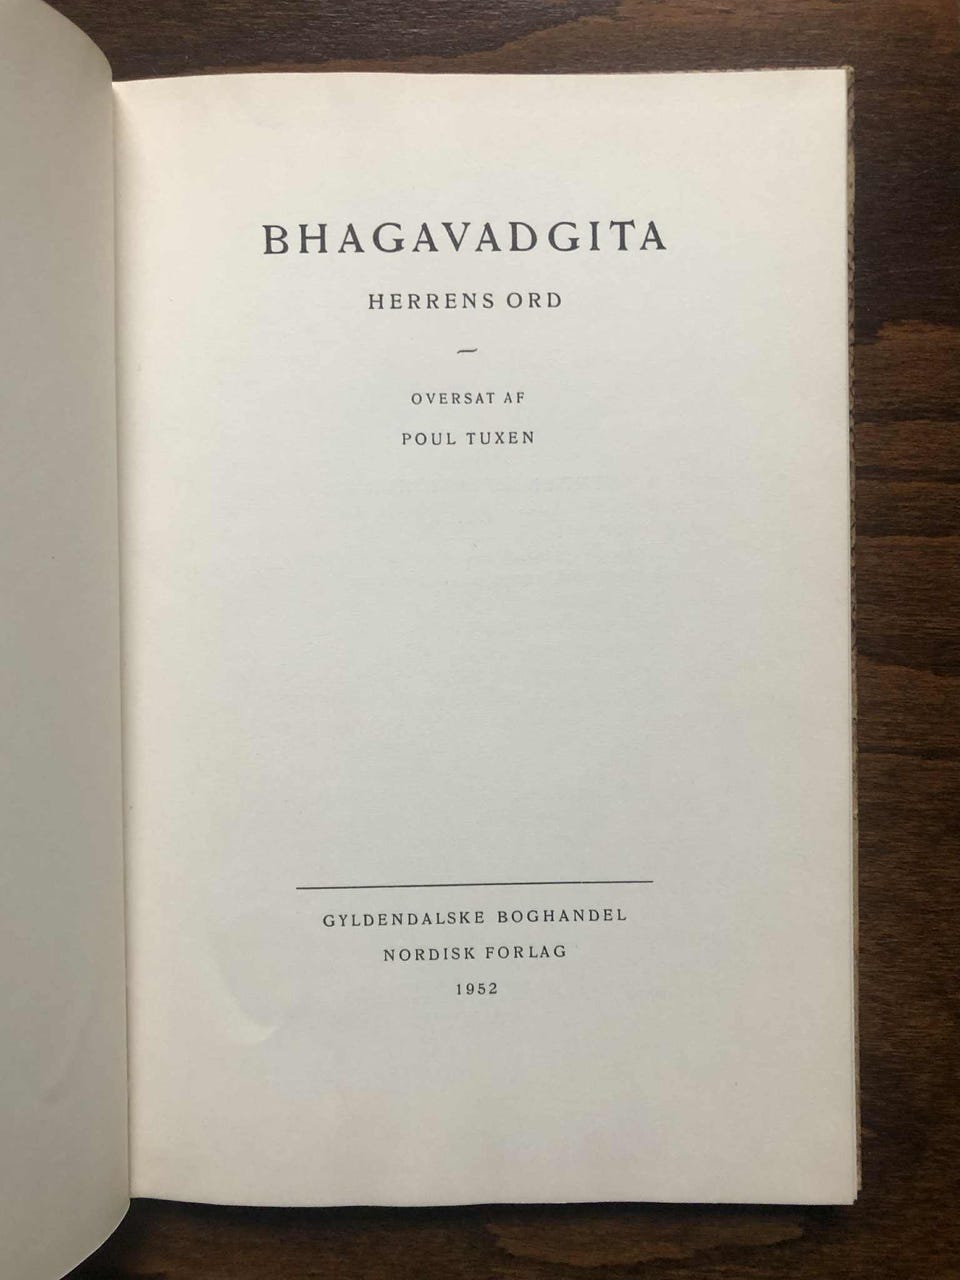 BHAGAVADGITA
HERRENS ORD
OVERSAT AF
POUL TUXEN
GYLDENDALSKE BOGHANDEL
NORDISK FORLAG
1952